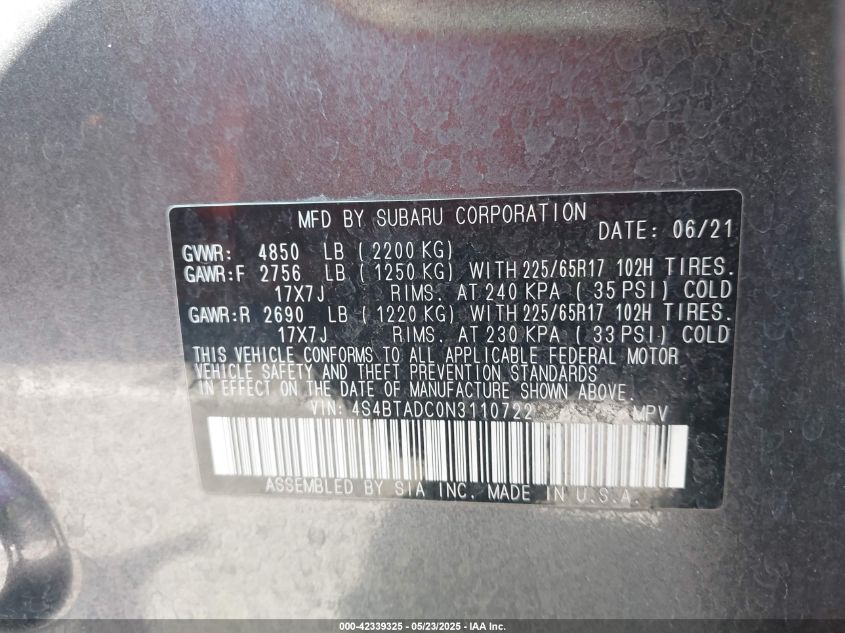 MFD BY SUBARU CORPORATION
DATE: 06/21
GVWR: 4850 LB (2200 KG)
GAWR:F 2756 LB (1250 KG) WITH 225/65R17 102H TIRES.
17X7J RIMS. AT 240 KPA (35 PSI) COLD
GAWR:R 2690 LB (1220 KG) WITH 225/65R17 102H TIRES.
17X7J RIMS. AT 230 KPA (33 PSI) COLD
THIS VEHICLE CONFORMS TO ALL APPLICABLE FEDERAL MOTOR
VEHICLE SAFETY AND THEFT PREVENTION STANDARDS
IN EFFECT ON THE DATE OF MANUFACTURE SHOWN ABOVE.
VIN: 4S4BTADC0N3110722 MPV
ASSEMBLED BY SIA INC. MADE IN U.S.A.
000-42339325 - 05/23/2025 - IAA Inc.